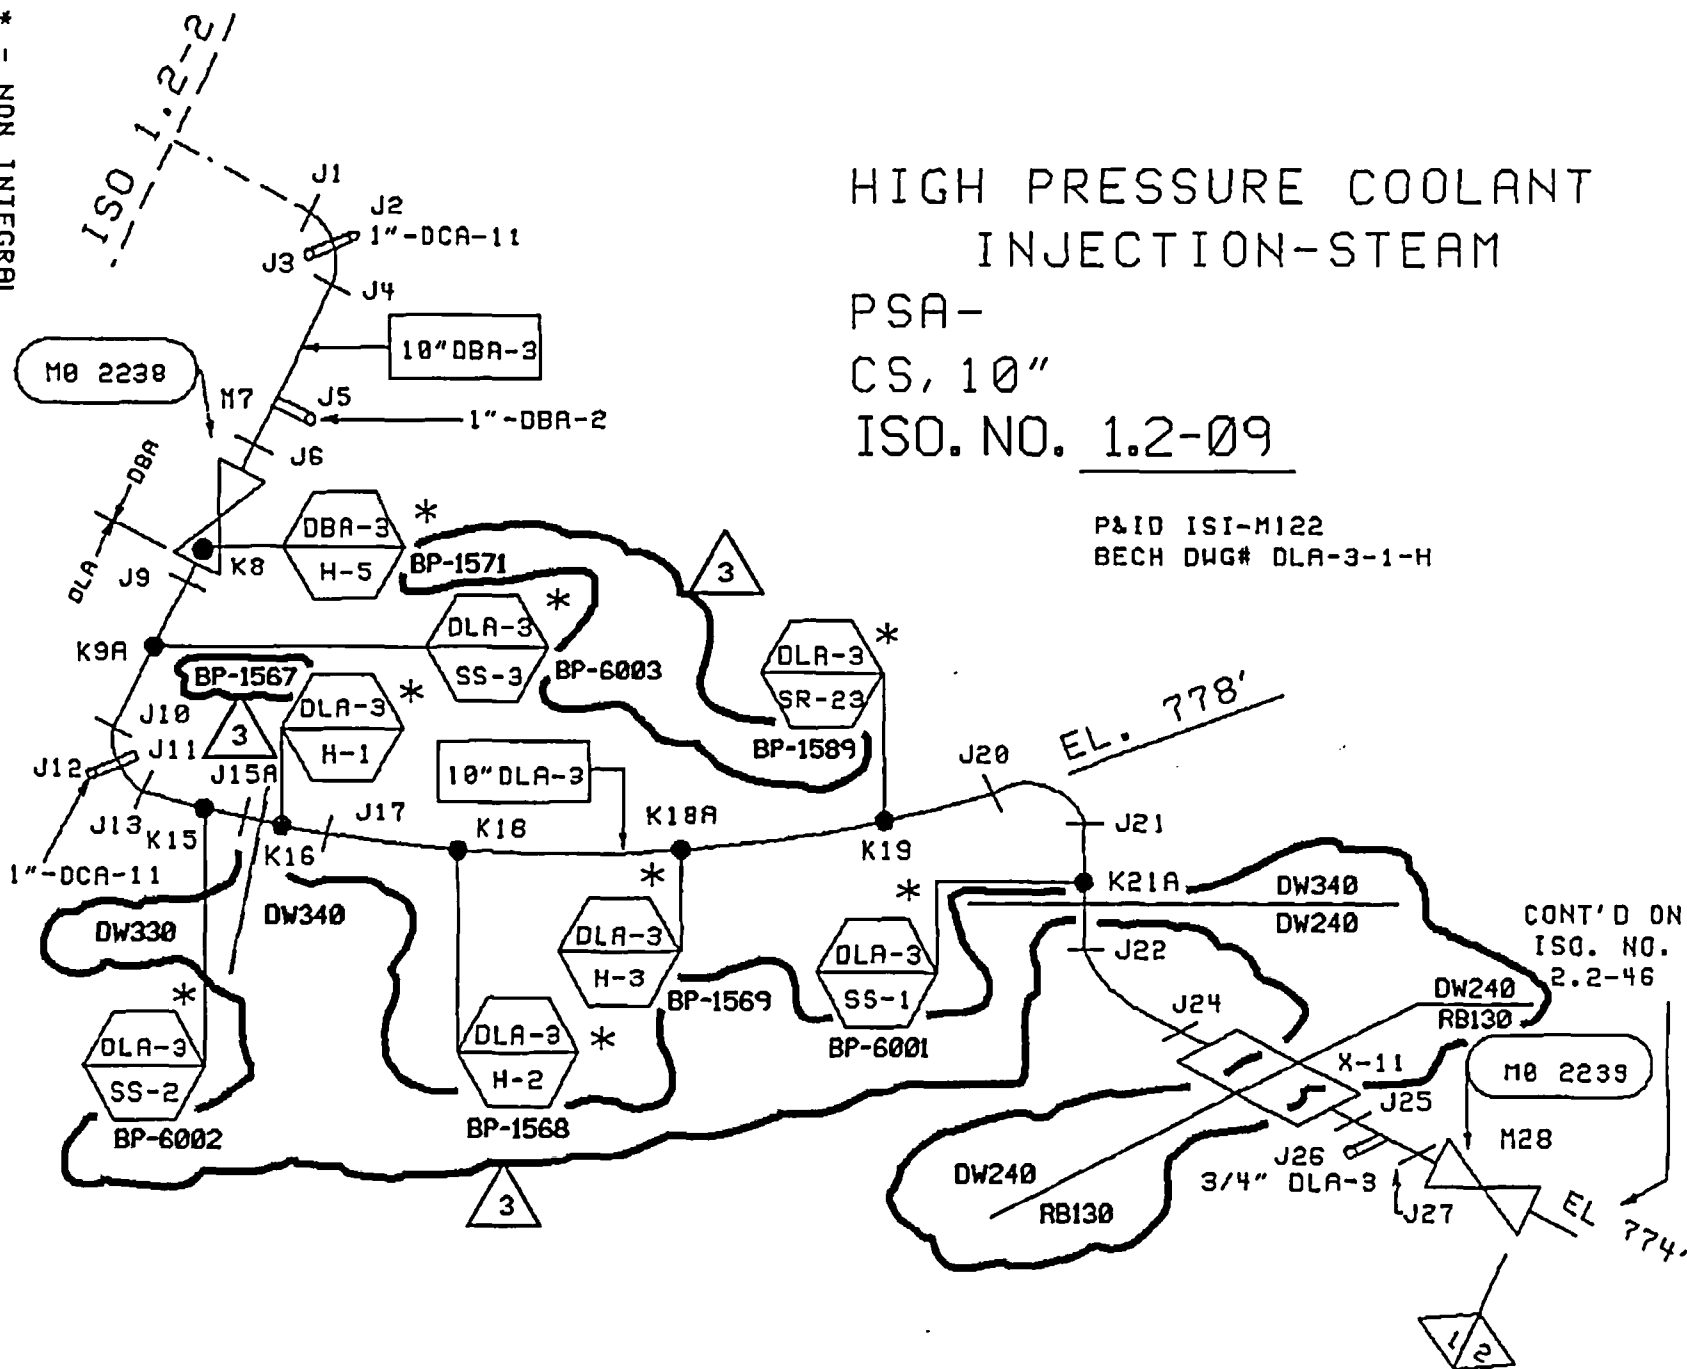 * - NON INTEGRAL
ISO 1.2-2
HIGH PRESSURE COOLANT
INJECTION-STEAM
PSA-
CS, 10"
ISO. NO. 1.2-09
P&ID ISI-M122
BECH DWG# DLA-3-1-H
J1
J2
1"-DCA-11
J3
J4
10"DBA-3
MO 2238
M7
J5
1"-DBA-2
J6
DBA
DLA
DBA-3
H-5
*
BP-1571
K8
J9
3
DLA-3
SS-3
*
BP-6003
K9A
BP-1567
DLA-3
H-1
*
DLA-3
SR-23
*
BP-1589
EL. 778'
J10
J11
J12
3
J15A
10"DLA-3
J20
J13
K15
K16
J17
K18
K18A
K19
J21
1"-DCA-11
K21A
DW340
DW240
DW330
DW340
J22
CONT'D ON
ISO. NO.
2.2-46
DLA-3
H-3
*
BP-1569
DLA-3
SS-1
*
BP-6001
J24
DW240
RB130
DLA-3
SS-2
*
BP-6002
DLA-3
H-2
*
BP-1568
X-11
MO 2239
J25
J26
3/4" DLA-3
M28
J27
DW240
RB130
3
EL 774'
1
2